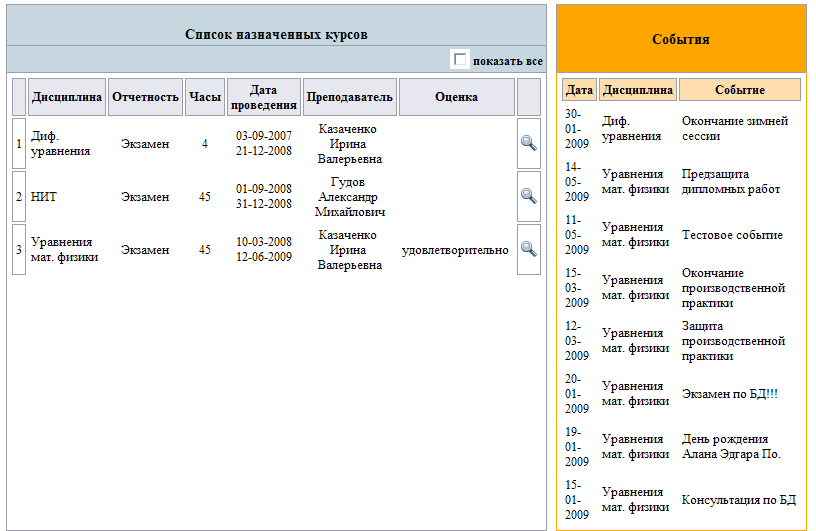 Список назначенных курсов
показать все
Дисциплина Отчетность Часы Дата проведения Преподаватель Оценка
1 Диф. уравнения Экзамен 4 03-09-2007 21-12-2008 Казаченко Ирина Валерьевна
2 НИТ Экзамен 45 01-09-2008 31-12-2008 Гудов Александр Михайлович
3 Уравнения мат. физики Экзамен 45 10-03-2008 12-06-2009 Казаченко Ирина Валерьевна удовлетворительно
События
Дата Дисциплина Событие
30-01-2009 Диф. уравнения Окончание зимней сессии
14-05-2009 Уравнения мат. физики Предзащита дипломных работ
11-05-2009 Уравнения мат. физики Тестовое событие
15-03-2009 Уравнения мат. физики Окончание производственной практики
12-03-2009 Уравнения мат. физики Защита производственной практики
20-01-2009 Уравнения мат. физики Экзамен по БД!!!
19-01-2009 Уравнения мат. физики День рождения Алана Эдгара По.
15-01-2009 Уравнения мат. физики Консультация по БД